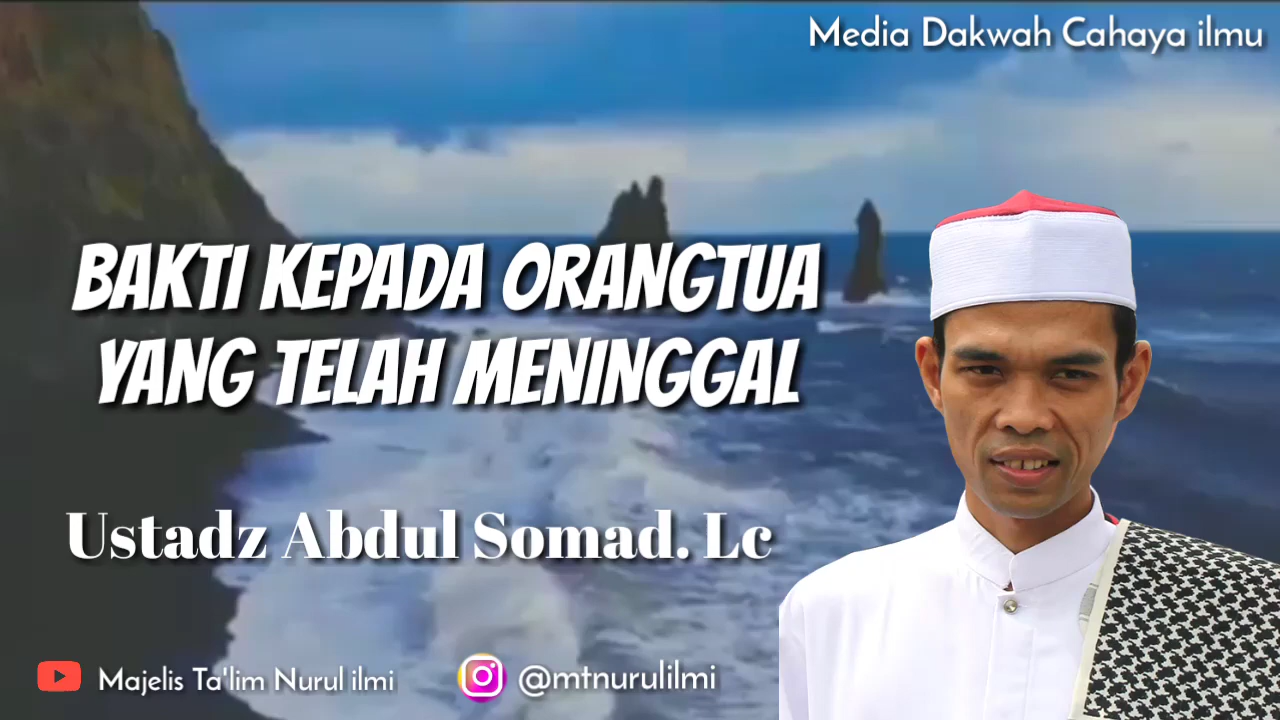 Media Dakwah Cahaya ilmu
BAKTI KEPADA ORANGTUA
YANG TELAH MENINGGAL
Ustadz Abdul Somad. Lc
Majelis Ta'lim Nurul ilmi
@mtnurulilmi